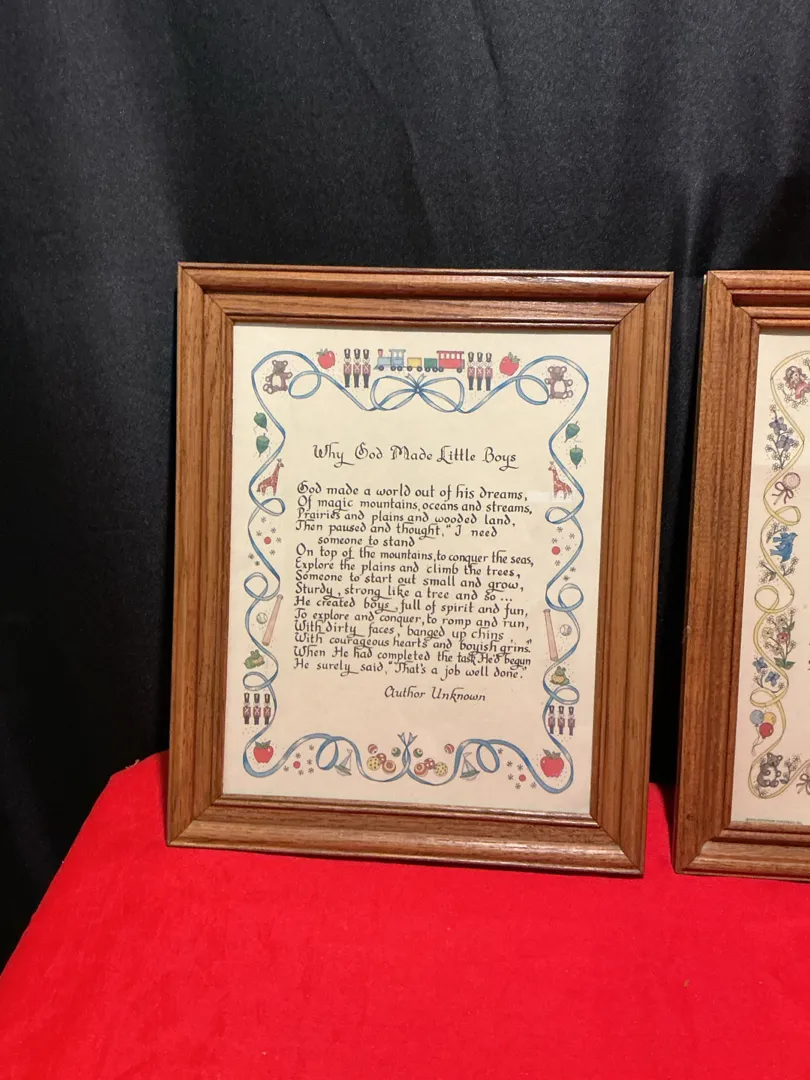 Why God Made Little Boys
God made a world out of his dreams,
Of magic mountains, oceans and streams,
Prairies and plains and wooded land,
Then paused and thought, "I need
someone to stand
On top of the mountains, to conquer the seas,
Explore the plains and climb the trees,
Someone to start out small and grow,
Sturdy, strong like a tree and so...
He created boys, full of spirit and fun,
To explore and conquer, to romp and run,
With dirty faces, banged up chins
With courageous hearts and boyish grins."
When He had completed the task He'd begun
He surely said, "That's a job well done."
Author Unknown